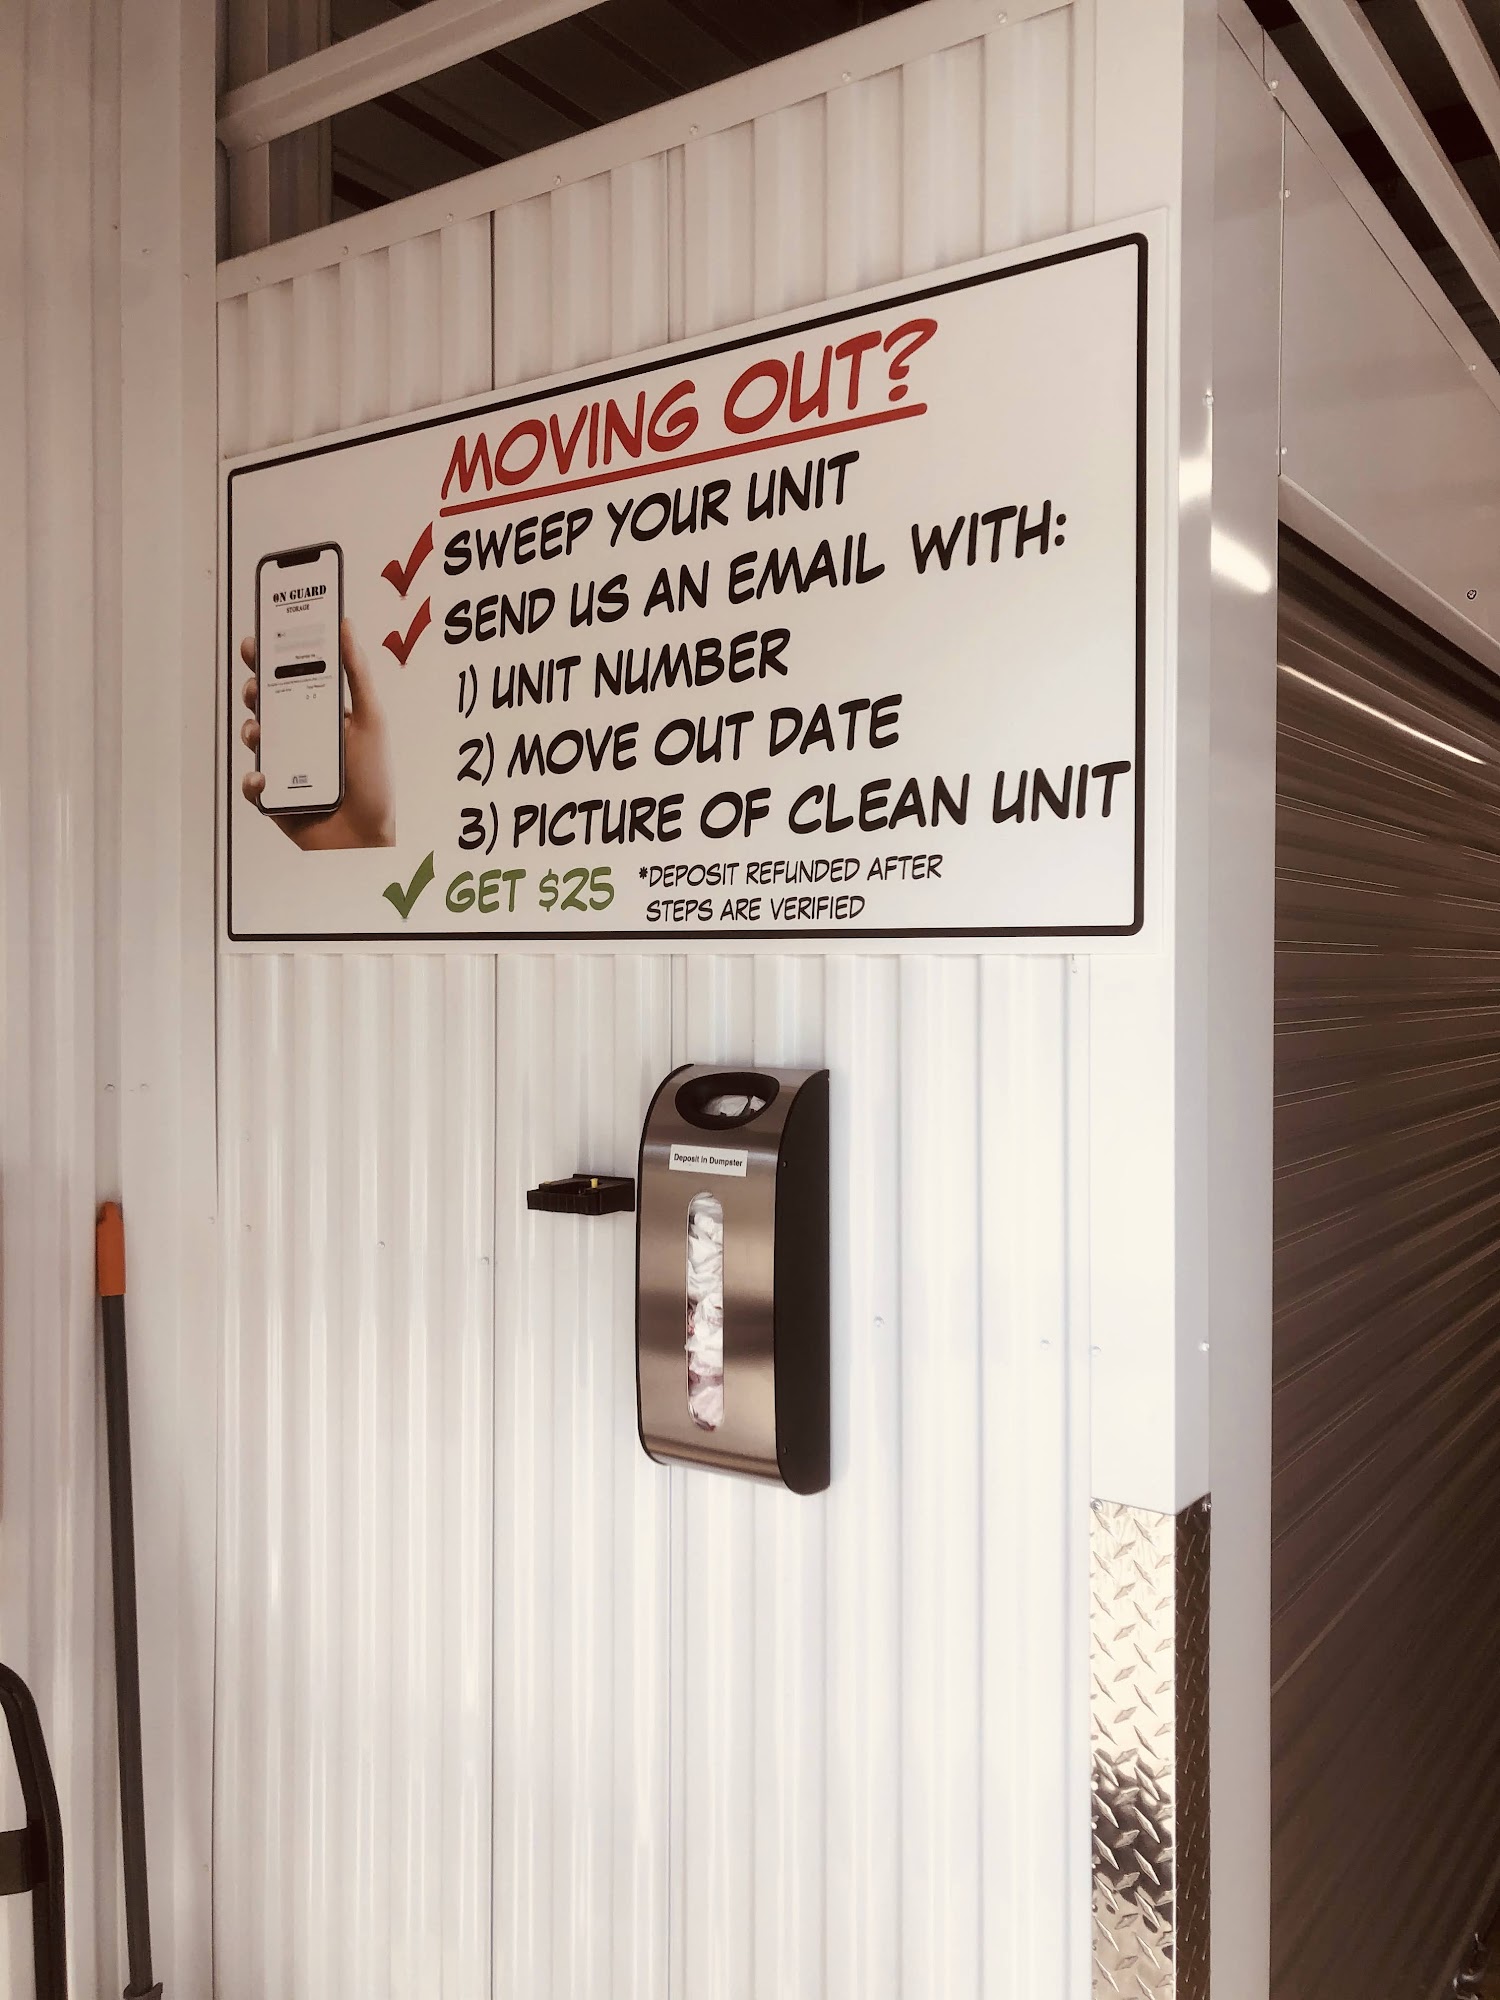 MOVING OUT?
SWEEP YOUR UNIT
SEND US AN EMAIL WITH:
1) UNIT NUMBER
2) MOVE OUT DATE
3) PICTURE OF CLEAN UNIT
GET $25 *DEPOSIT REFUNDED AFTER
STEPS ARE VERIFIED
ON GUARD
STORAGE
Deposit in Dumpster